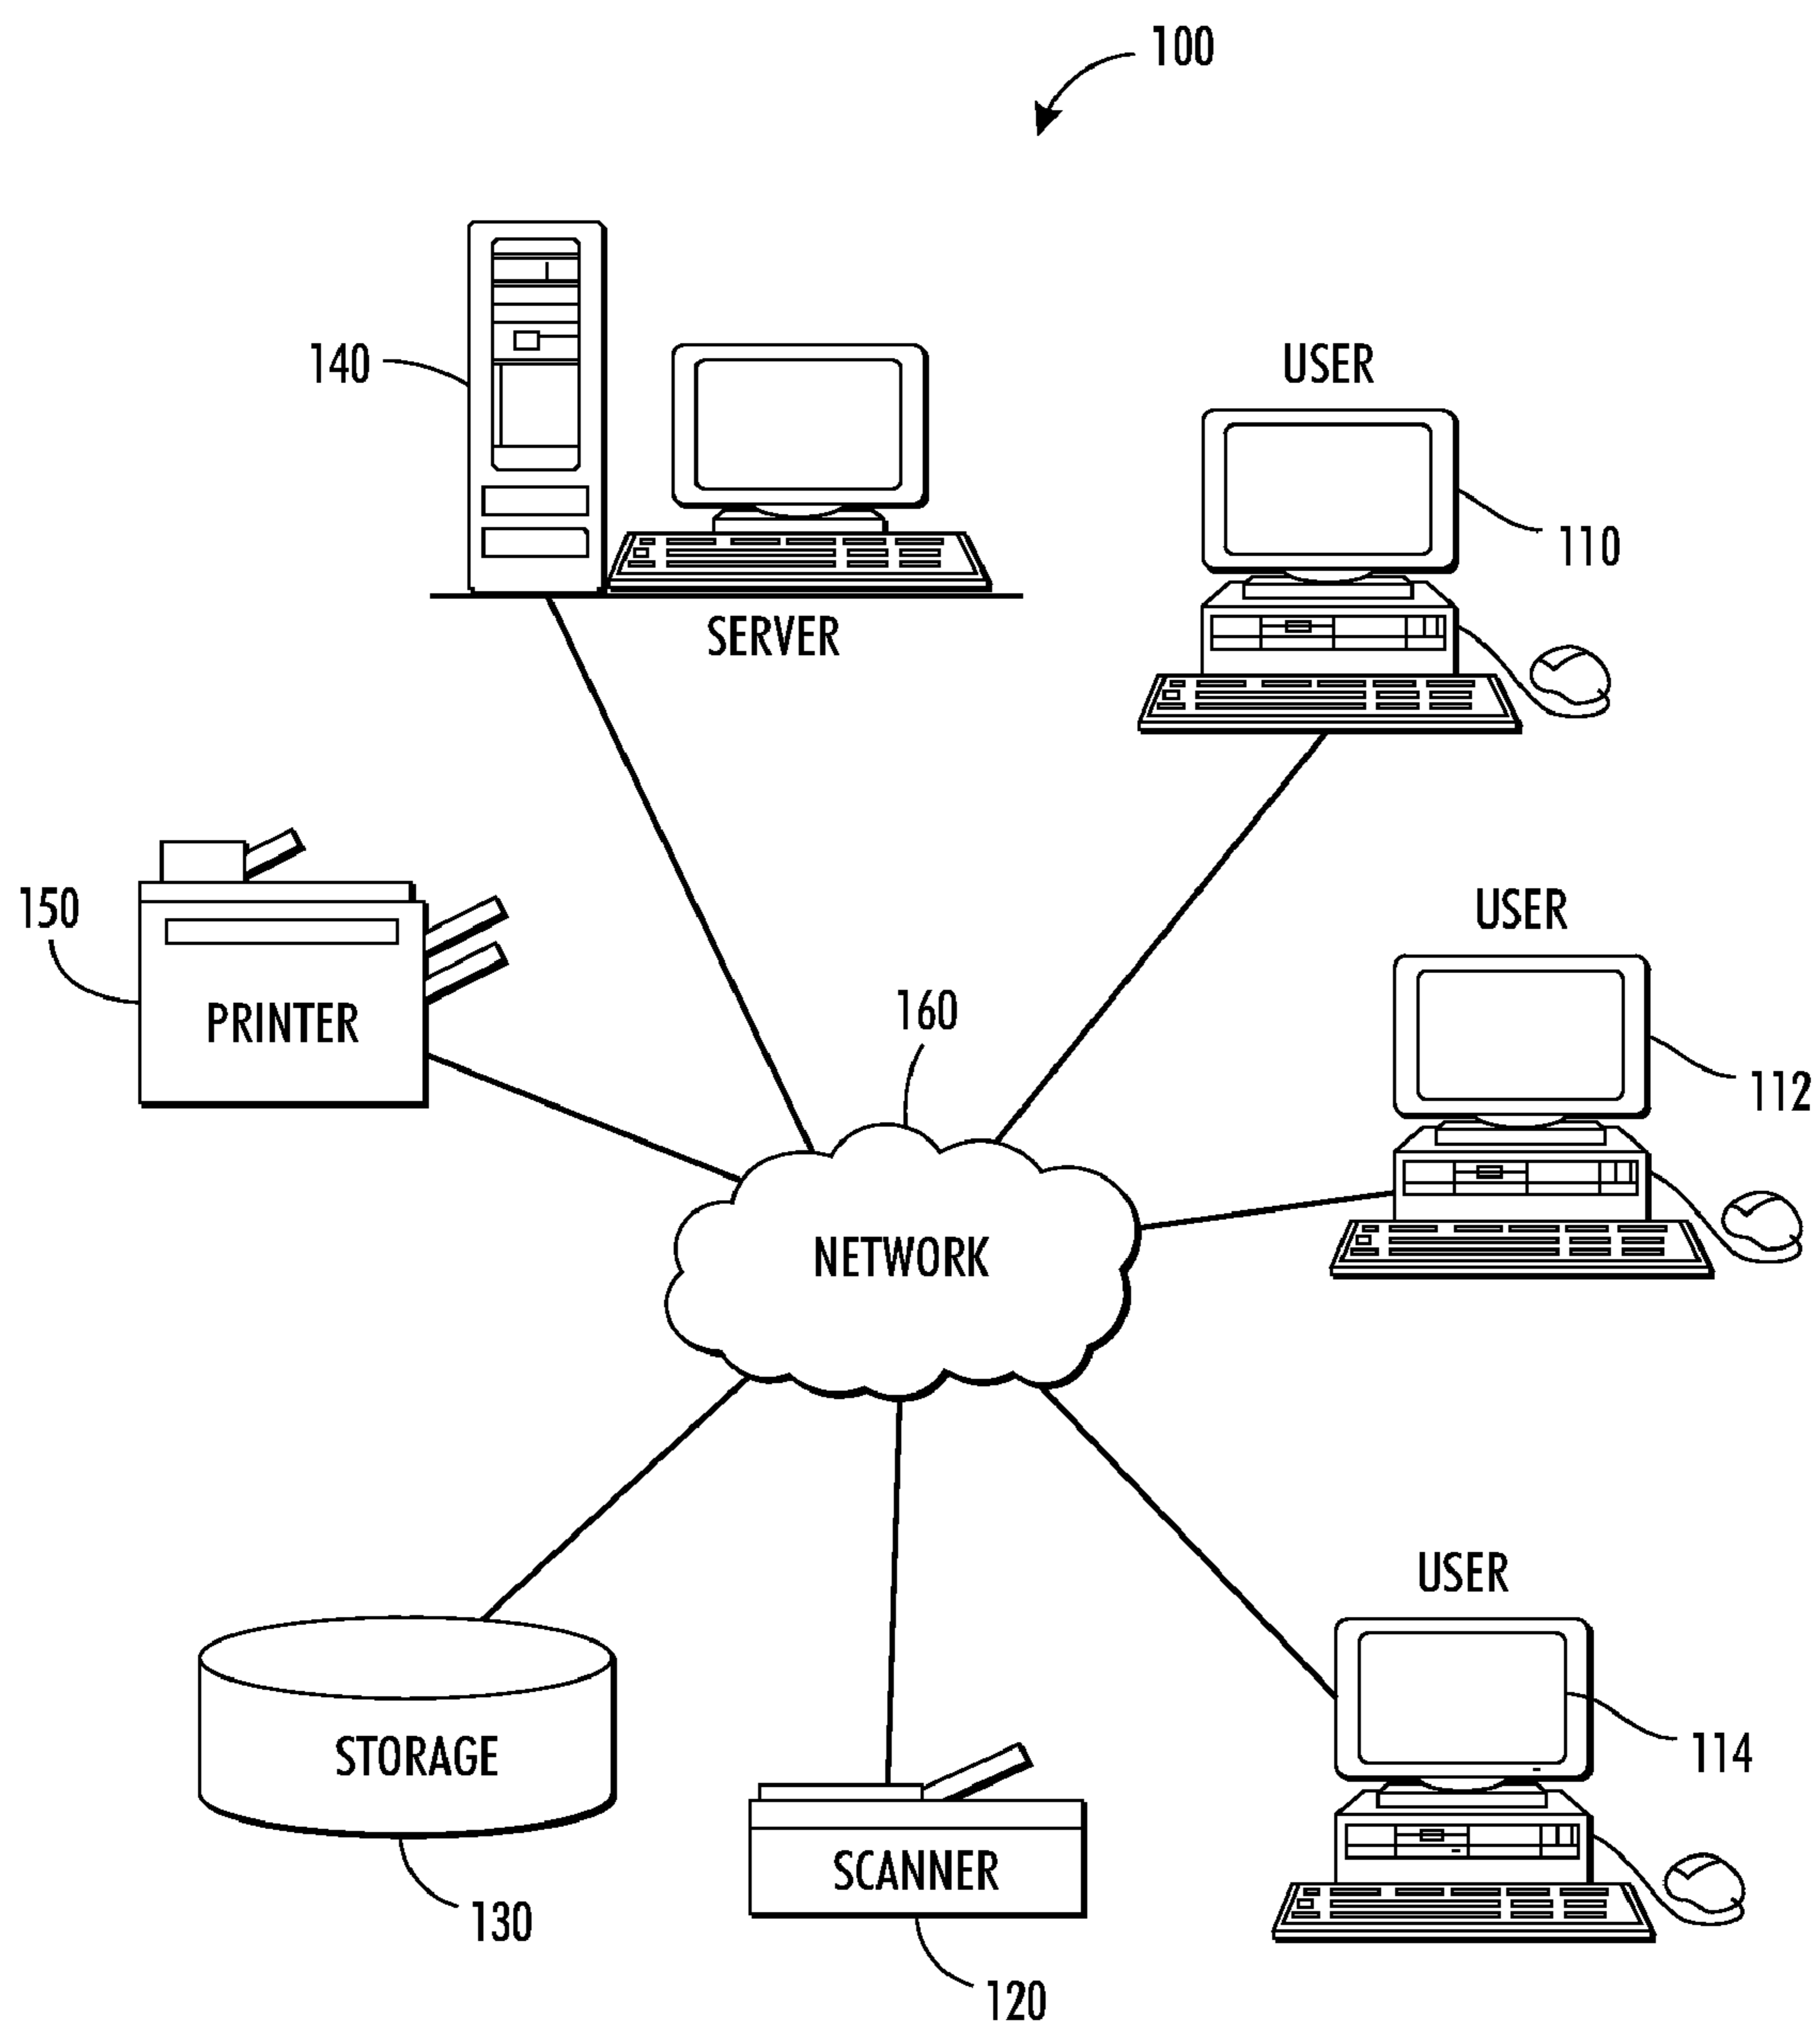 100
140
USER
110
SERVER
150
USER
PRINTER
160
112
NETWORK
USER
STORAGE
114
SCANNER
130
120